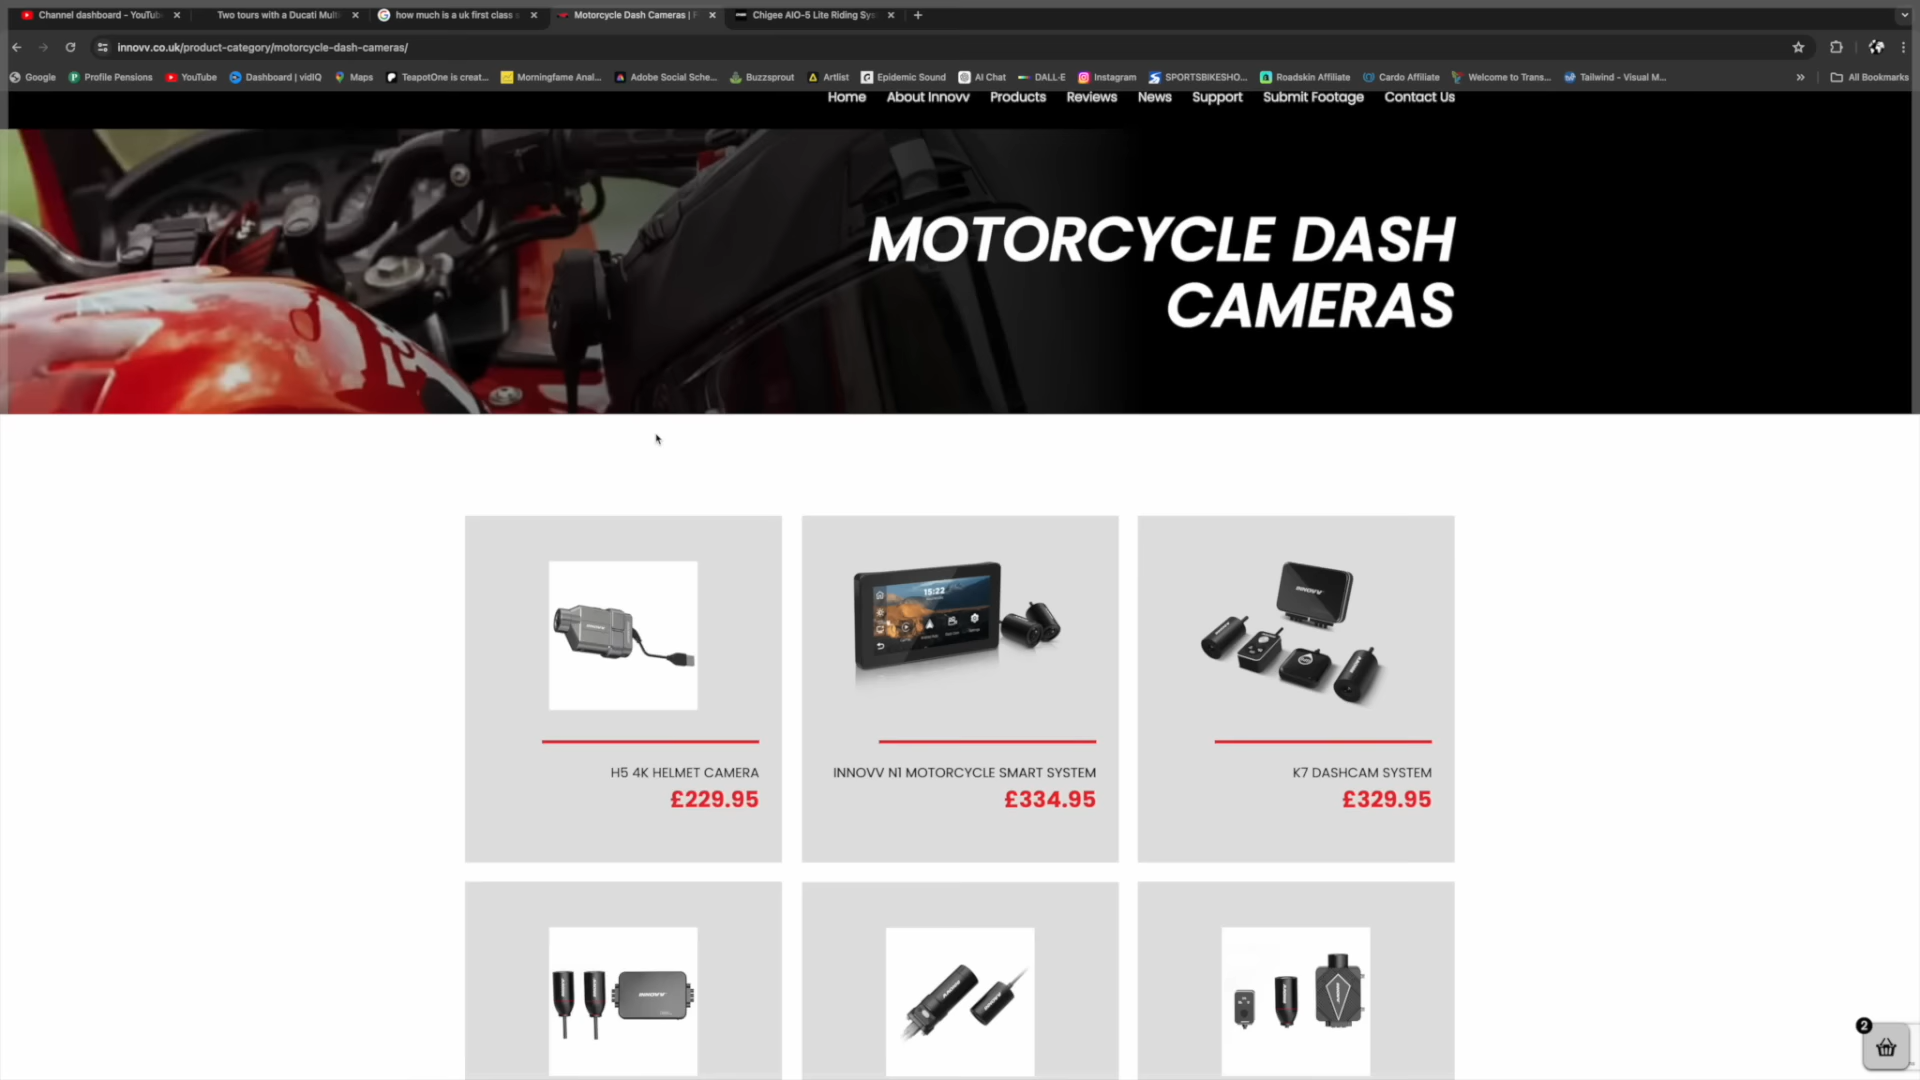 Channel dashboard - YouTub
Two tours with a Ducati Multi
how much is a uk first class s
Motorcycle Dash Cameras |
Chigee AIO-5 Lite Riding Sys
innovv.co.uk/product-category/motorcycle-dash-cameras/
Google
Profile Pensions
YouTube
Dashboard | vidIQ
Maps
TeapotOne is creat...
Morningfame Anal...
Adobe Social Sche...
Buzzsprout
Artlist
Epidemic Sound
AI Chat
DALL-E
Instagram
SPORTSBIKESHO...
Roadskin Affiliate
Cardo Affiliate
Welcome to Trans...
Tailwind - Visual M...
All Bookmarks
Home About Innovv Products Reviews News Support Submit Footage Contact Us
MOTORCYCLE DASH
CAMERAS
15:22
INNOVV
H5 4K HELMET CAMERA
£229.95
INNOVV N1 MOTORCYCLE SMART SYSTEM
£334.95
K7 DASHCAM SYSTEM
£329.95
INNOVV
2